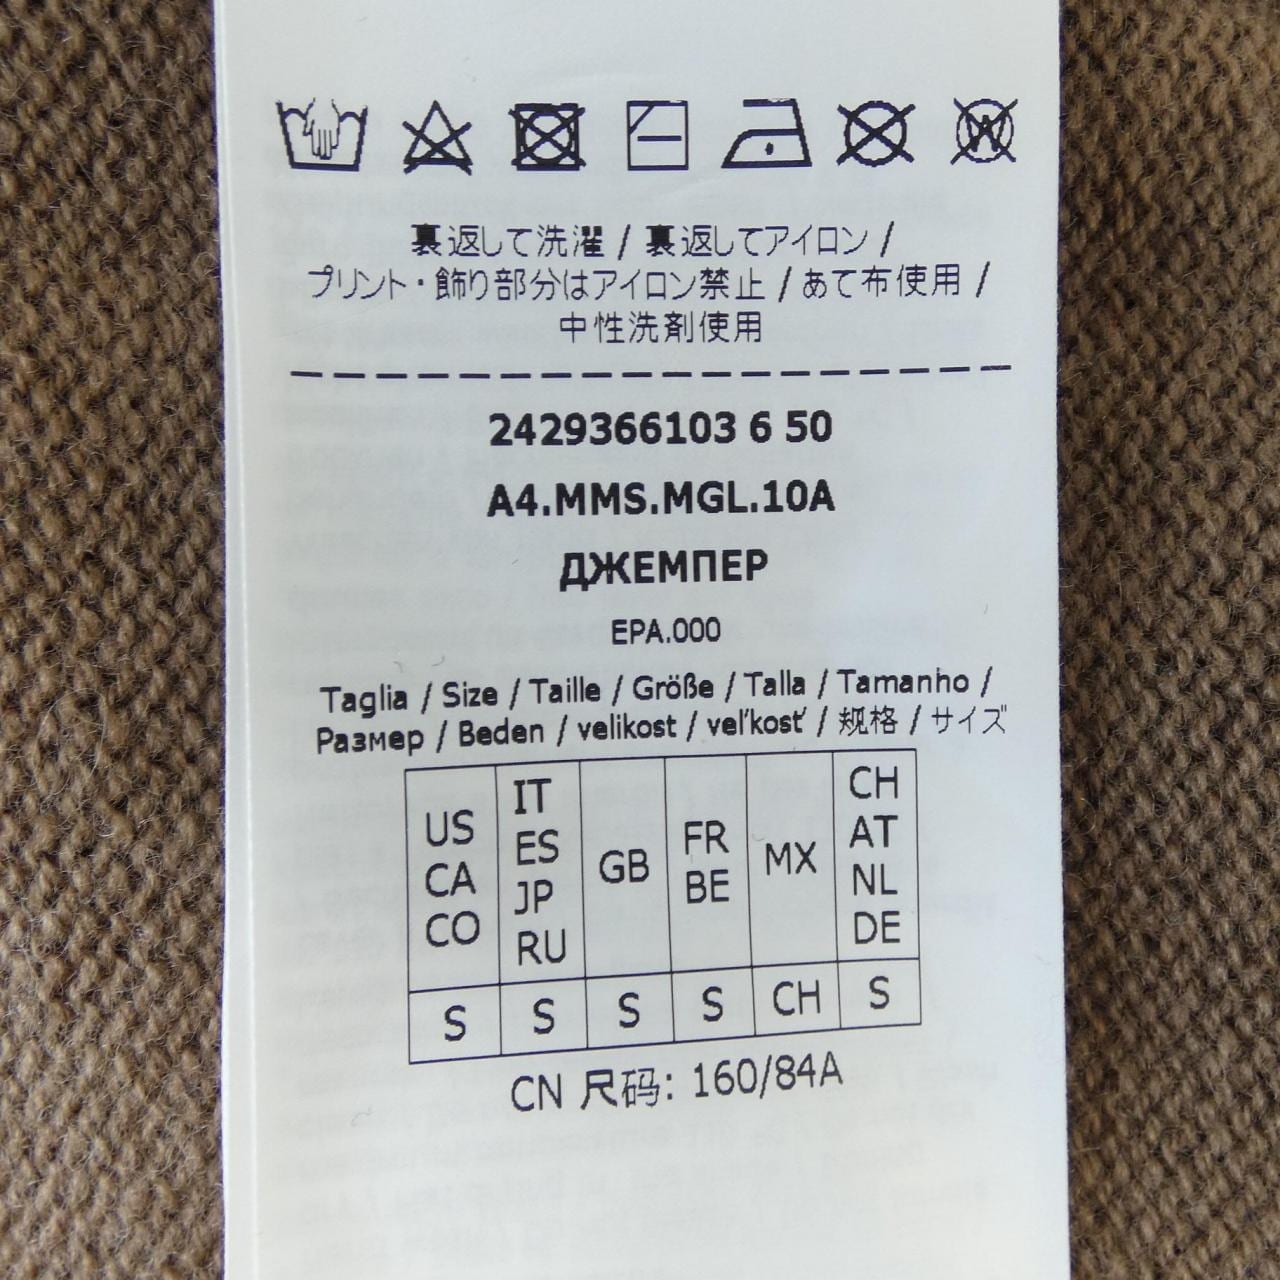 裏返して洗濯 / 裏返してアイロン /
プリント・飾り部分はアイロン禁止 / あて布使用 /
中性洗剤使用
2429366103 6 50
A4.MMS.MGL.10A
ДЖЕМПЕР
EPA.000
Taglia / Size / Taille / Größe / Talla / Tamanho /
Размер / Beden / velikost / veľkosť / 规格 / サイズ
US CA CO
IT ES JP RU
GB
FR BE
MX
CH AT NL DE
S S S S CH S
CN 尺码: 160/84A